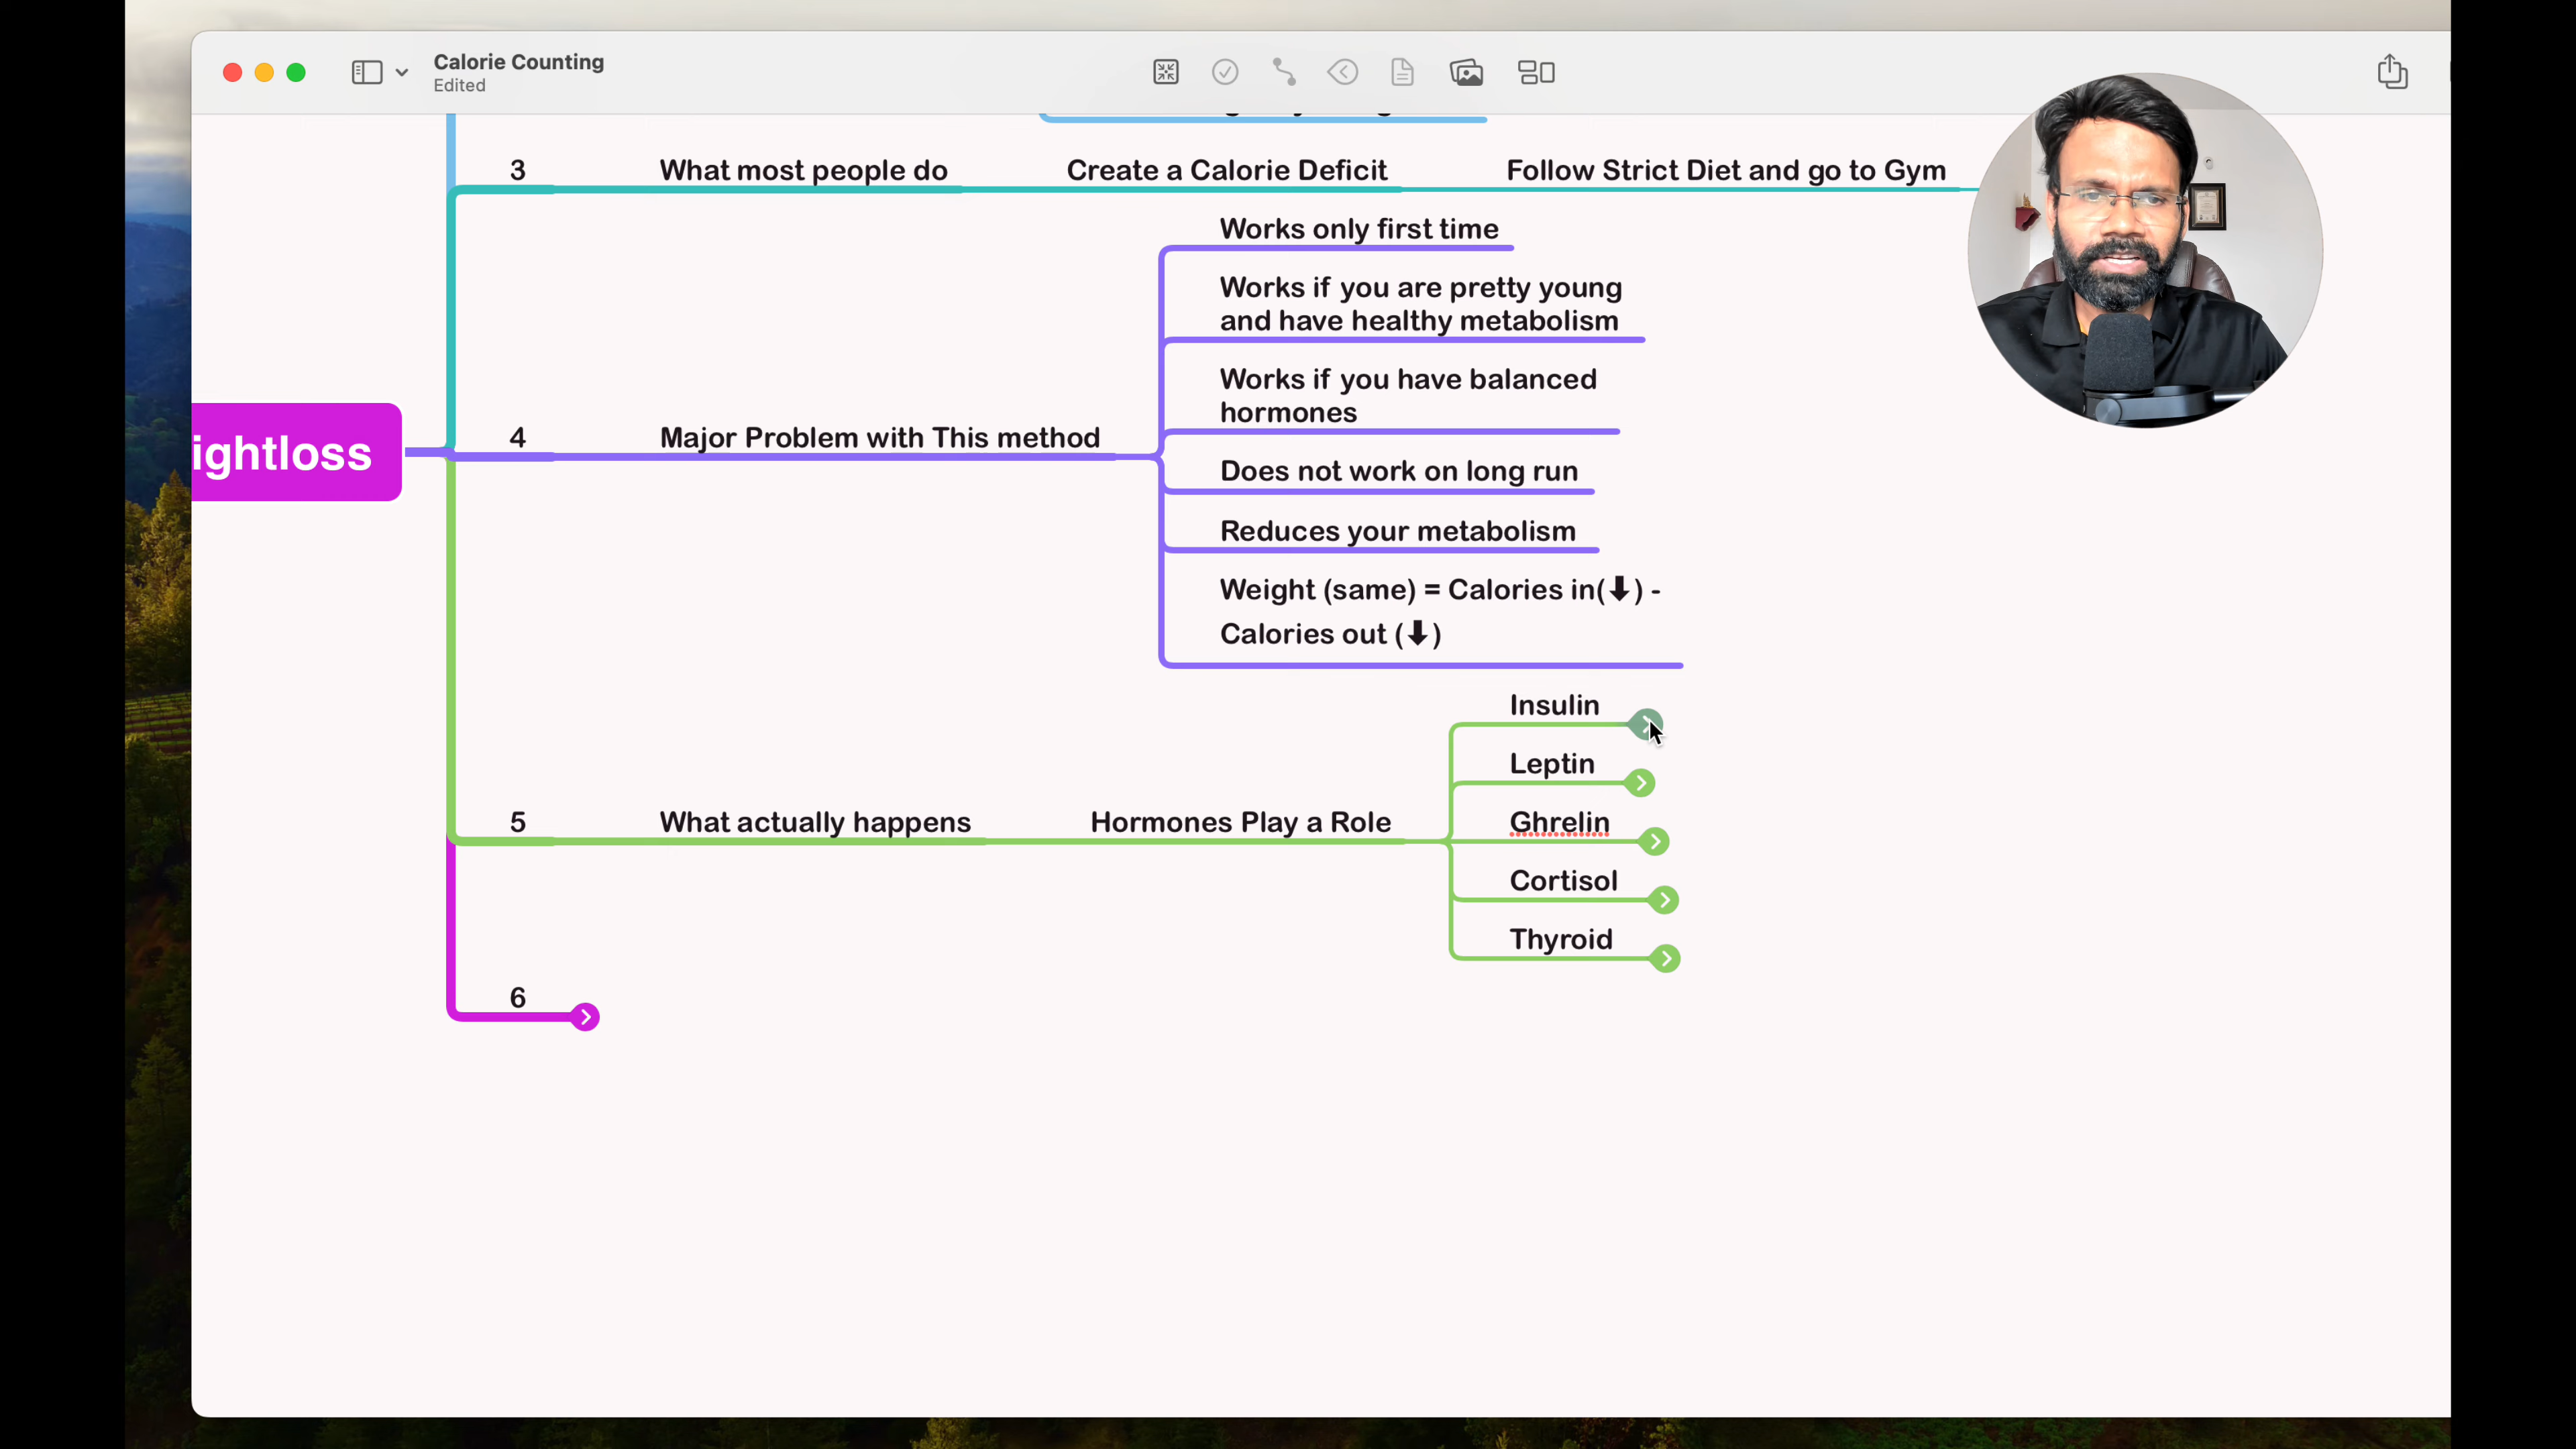 Calorie Counting
Edited
3
What most people do
Create a Calorie Deficit
Follow Strict Diet and go to Gym
Works only first time
Works if you are pretty young
and have healthy metabolism
Works if you have balanced
hormones
ightloss
4
Major Problem with This method
Does not work on long run
Reduces your metabolism
Weight (same) = Calories in(⬇) -
Calories out (⬇)
Insulin
Leptin
5
What actually happens
Hormones Play a Role
Ghrelin
Cortisol
Thyroid
6